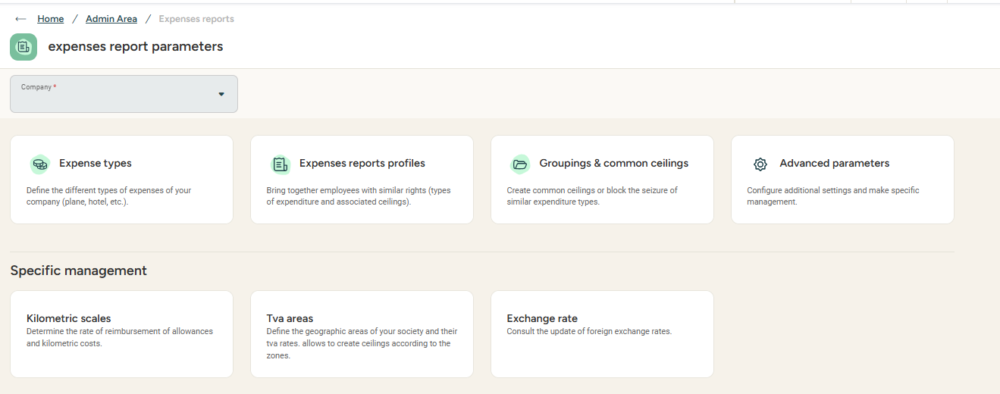 Home / Admin Area / Expenses reports
expenses report parameters
Company *
Expense types
Define the different types of expenses of your
company (plane, hotel, etc.).
Expenses reports profiles
Bring together employees with similar rights (types
of expenditure and associated ceilings).
Groupings & common ceilings
Create common ceilings or block the seizure of
similar expenditure types.
Advanced parameters
Configure additional settings and make specific
management.
Specific management
Kilometric scales
Determine the rate of reimbursement of allowances
and kilometric costs.
Tva areas
Define the geographic areas of your society and their
tva rates. allows to create ceilings according to the
zones.
Exchange rate
Consult the update of foreign exchange rates.